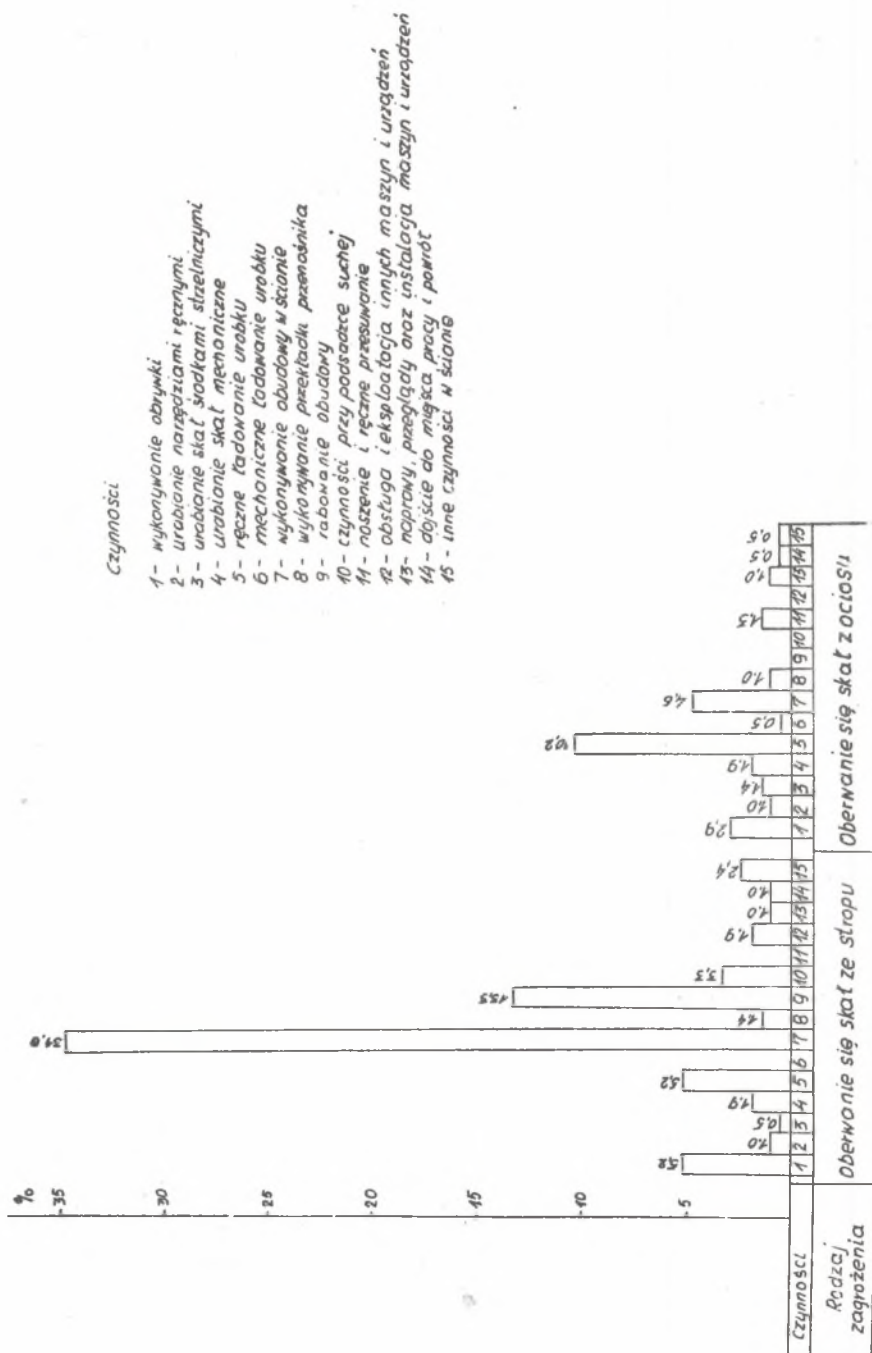 Czynności
1 - wykonywanie obrywki
2 - urabianie narzędziami ręcznymi
3 - urabianie skał środkami strzelniczymi
4 - urabianie skał mechaniczne
5 - ręczne ładowanie urobku
6 - mechaniczne ładowanie urobku
7 - wykonywanie obudowy w ścianie
8 - wykonywanie przekładki przenośnika
9 - rabowanie obudowy
10 - czynności przy podsadzce suchej
11 - noszenie i ręczne przesuwanie
12 - obsługa i eksploatacja innych maszyn i urządzeń
13 - naprawy, przeglądy oraz instalacja maszyn i urządzeń
14 - dojście do miejsca pracy i powrót
15 - inne czynności w ścianie
%
35
30
25
20
15
10
5
5,2
1.0
0,5
1,9
5,2
1,4
3,3
1,9
1.0
1.0
2,4
2,9
1.0
1.4
1,9
10,2
0,5
4,6
1.0
1,0
0,5
0,5
Czynności
1 2 3 4 5 6 7 8 9 10 11 12 13 14 15
1 2 3 4 5 6 7 8 9 10 11 12 13 14 15
Rodzaj
zagrożenia
Oberwanie się skał ze stropu
Oberwanie się skał z ociosu